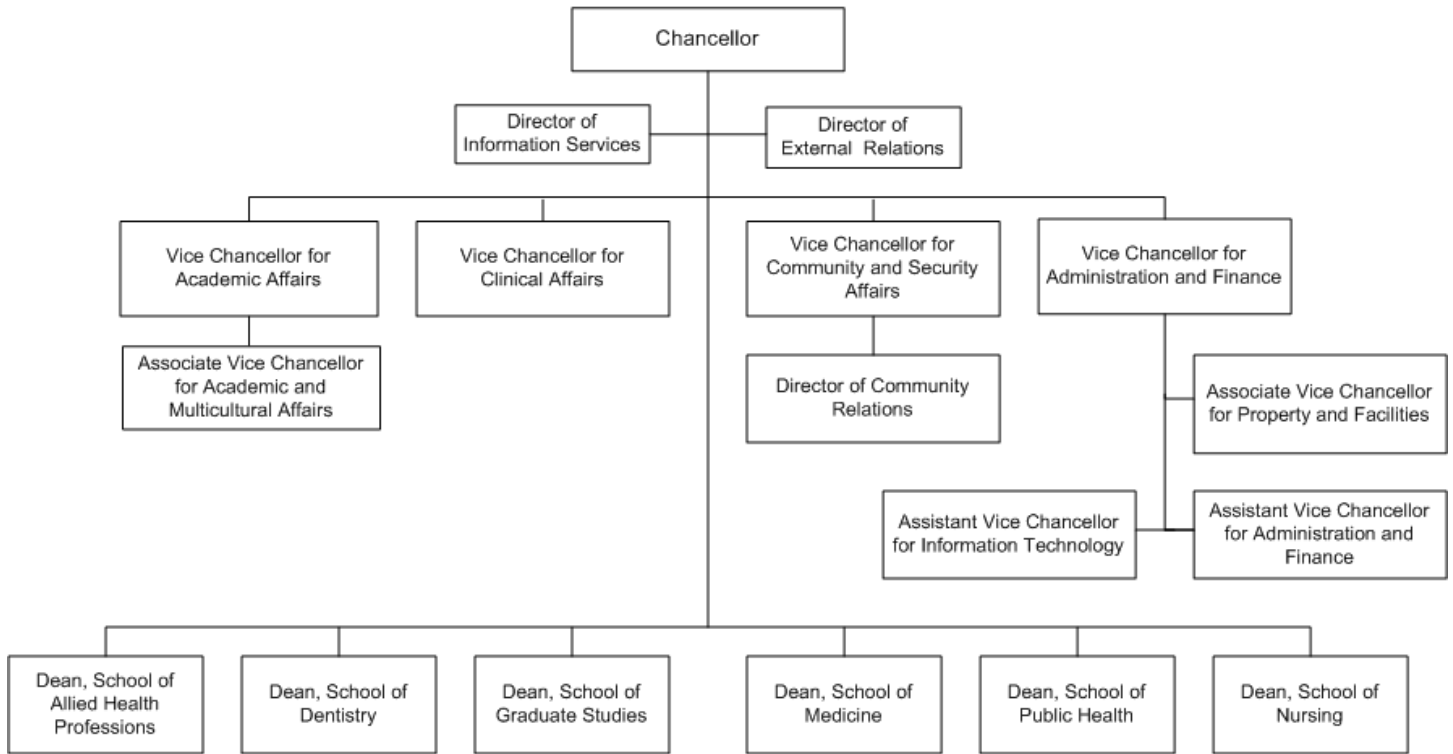 Chancellor
Director of
Information Services
Director of
External Relations
Vice Chancellor for
Academic Affairs
Vice Chancellor for
Clinical Affairs
Vice Chancellor for
Community and Security
Affairs
Vice Chancellor for
Administration and Finance
Associate Vice Chancellor
for Academic and
Multicultural Affairs
Director of Community
Relations
Associate Vice Chancellor
for Property and Facilities
Assistant Vice Chancellor
for Information Technology
Assistant Vice Chancellor
for Administration and
Finance
Dean, School of
Allied Health
Professions
Dean, School of
Dentistry
Dean, School of
Graduate Studies
Dean, School of
Medicine
Dean, School of
Public Health
Dean, School of
Nursing